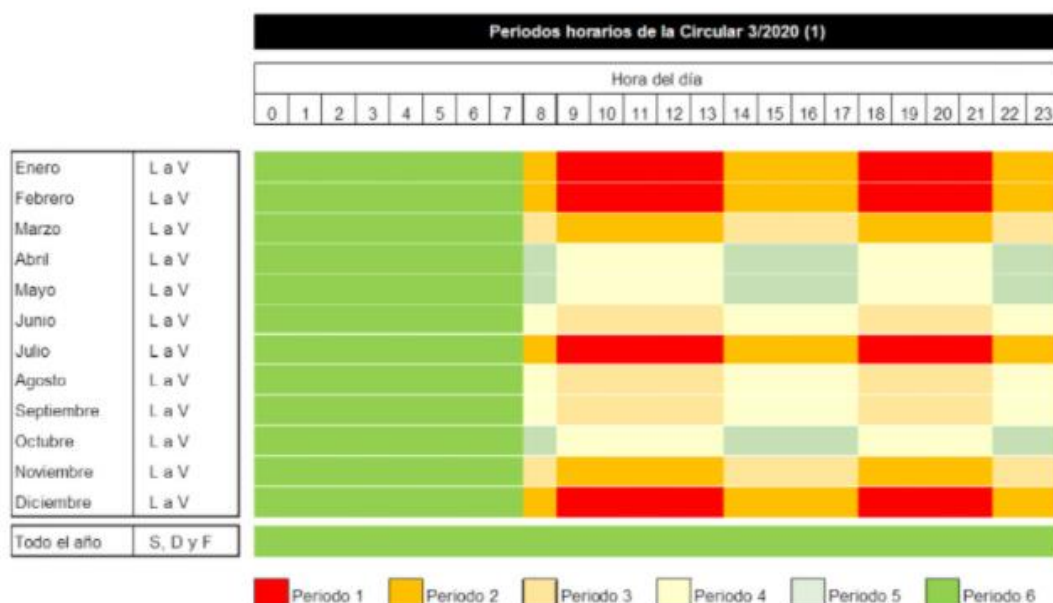 Periodos horarios de la Circular 3/2020 (1)
Hora del día
0 1 2 3 4 5 6 7 8 9 10 11 12 13 14 15 16 17 18 19 20 21 22 23
Enero L a V
Febrero L a V
Marzo L a V
Abril L a V
Mayo L a V
Junio L a V
Julio L a V
Agosto L a V
Septiembre L a V
Octubre L a V
Noviembre L a V
Diciembre L a V
Todo el año S, D y F
Periodo 1 Periodo 2 Periodo 3 Periodo 4 Periodo 5 Periodo 6